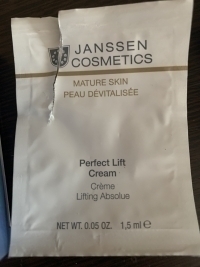 JANSSEN
COSMETICS
MATURE SKIN
PEAU DÉVITALISÉE
Perfect Lift
Cream
Crème
Lifting Absolue
NET WT. 0.05 OZ. 1,5 ml ℮